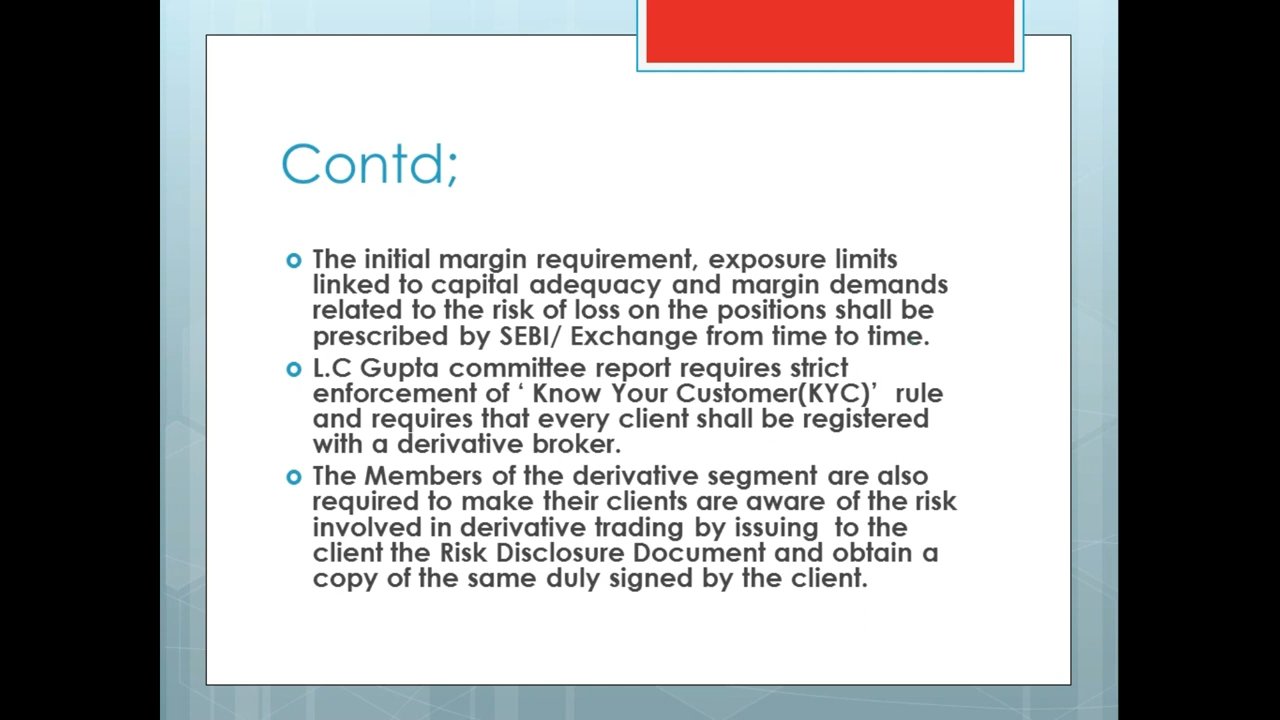 Contd;
The initial margin requirement, exposure limits
linked to capital adequacy and margin demands
related to the risk of loss on the positions shall be
prescribed by SEBI/ Exchange from time to time.
L.C Gupta committee report requires strict
enforcement of ‘ Know Your Customer(KYC)’  rule
and requires that every client shall be registered
with a derivative broker.
The Members of the derivative segment are also
required to make their clients are aware of the risk
involved in derivative trading by issuing  to the
client the Risk Disclosure Document and obtain a
copy of the same duly signed by the client.